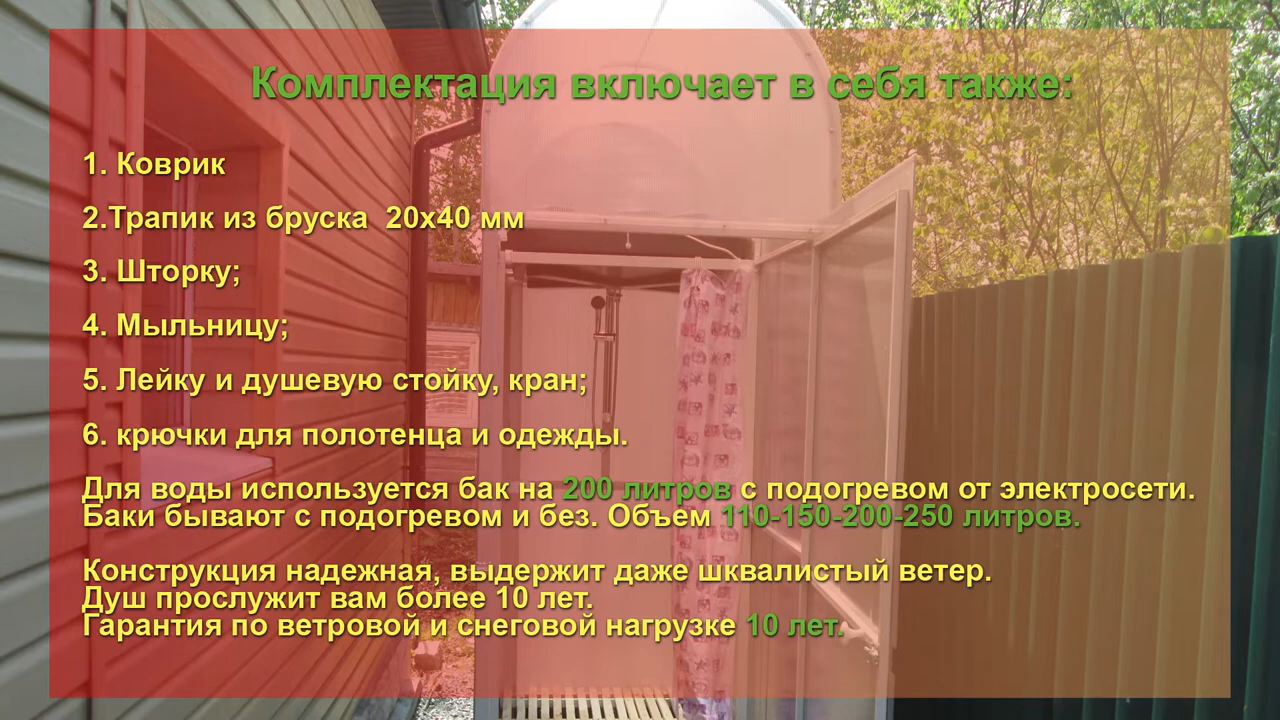 Комплектация включает в себя также:
1. Коврик
2.Трапик из бруска  20х40 мм
3. Шторку;
4. Мыльницу;
5. Лейку и душевую стойку, кран;
6. крючки для полотенца и одежды.
Для воды используется бак на 200 литров с подогревом от электросети.
Баки бывают с подогревом и без. Объем 110-150-200-250 литров.
Конструкция надежная, выдержит даже шквалистый ветер.
Душ прослужит вам более 10 лет.
Гарантия по ветровой и снеговой нагрузке 10 лет.